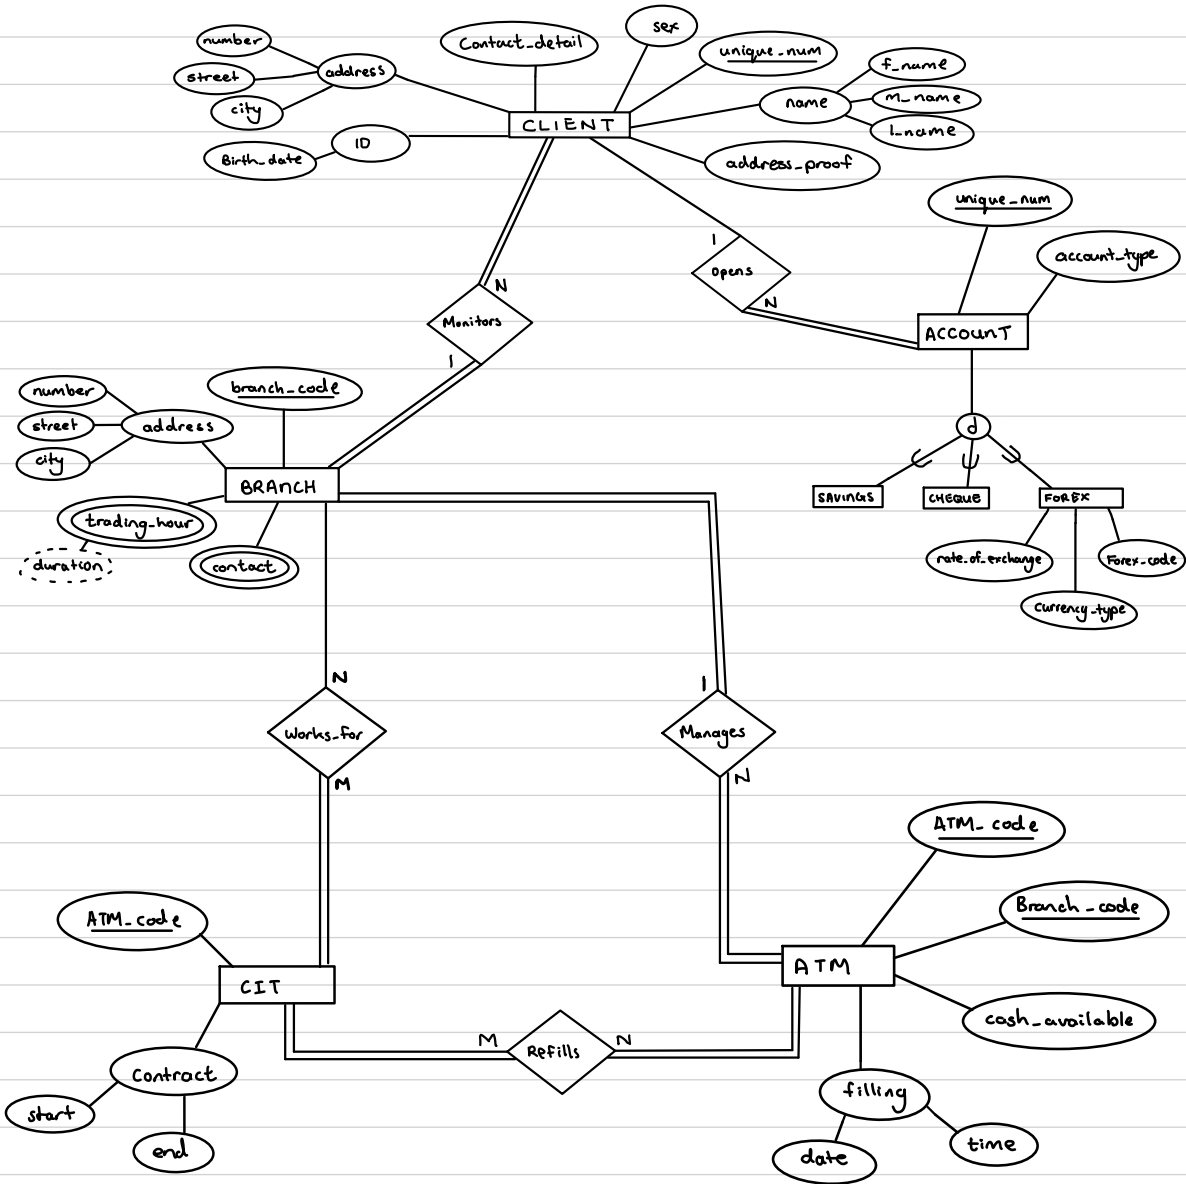 number
street
city
address
Contact_detail
sex
unique_num
name
f_name
m_name
l_name
CLIENT
ID
Birth_date
address_proof
unique_num
account_type
1
Opens
N
ACCOUNT
N
Monitors
1
d
SAVINGS
CHEQUE
FOREX
rate_of_exchange
Forex_code
currency_type
number
street
city
address
branch_code
BRANCH
trading_hour
duration
contact
N
Works_for
M
1
Manages
N
ATM_code
Branch_code
cash_available
ATM
ATM_code
CIT
M
Refills
N
Contract
start
end
filling
date
time